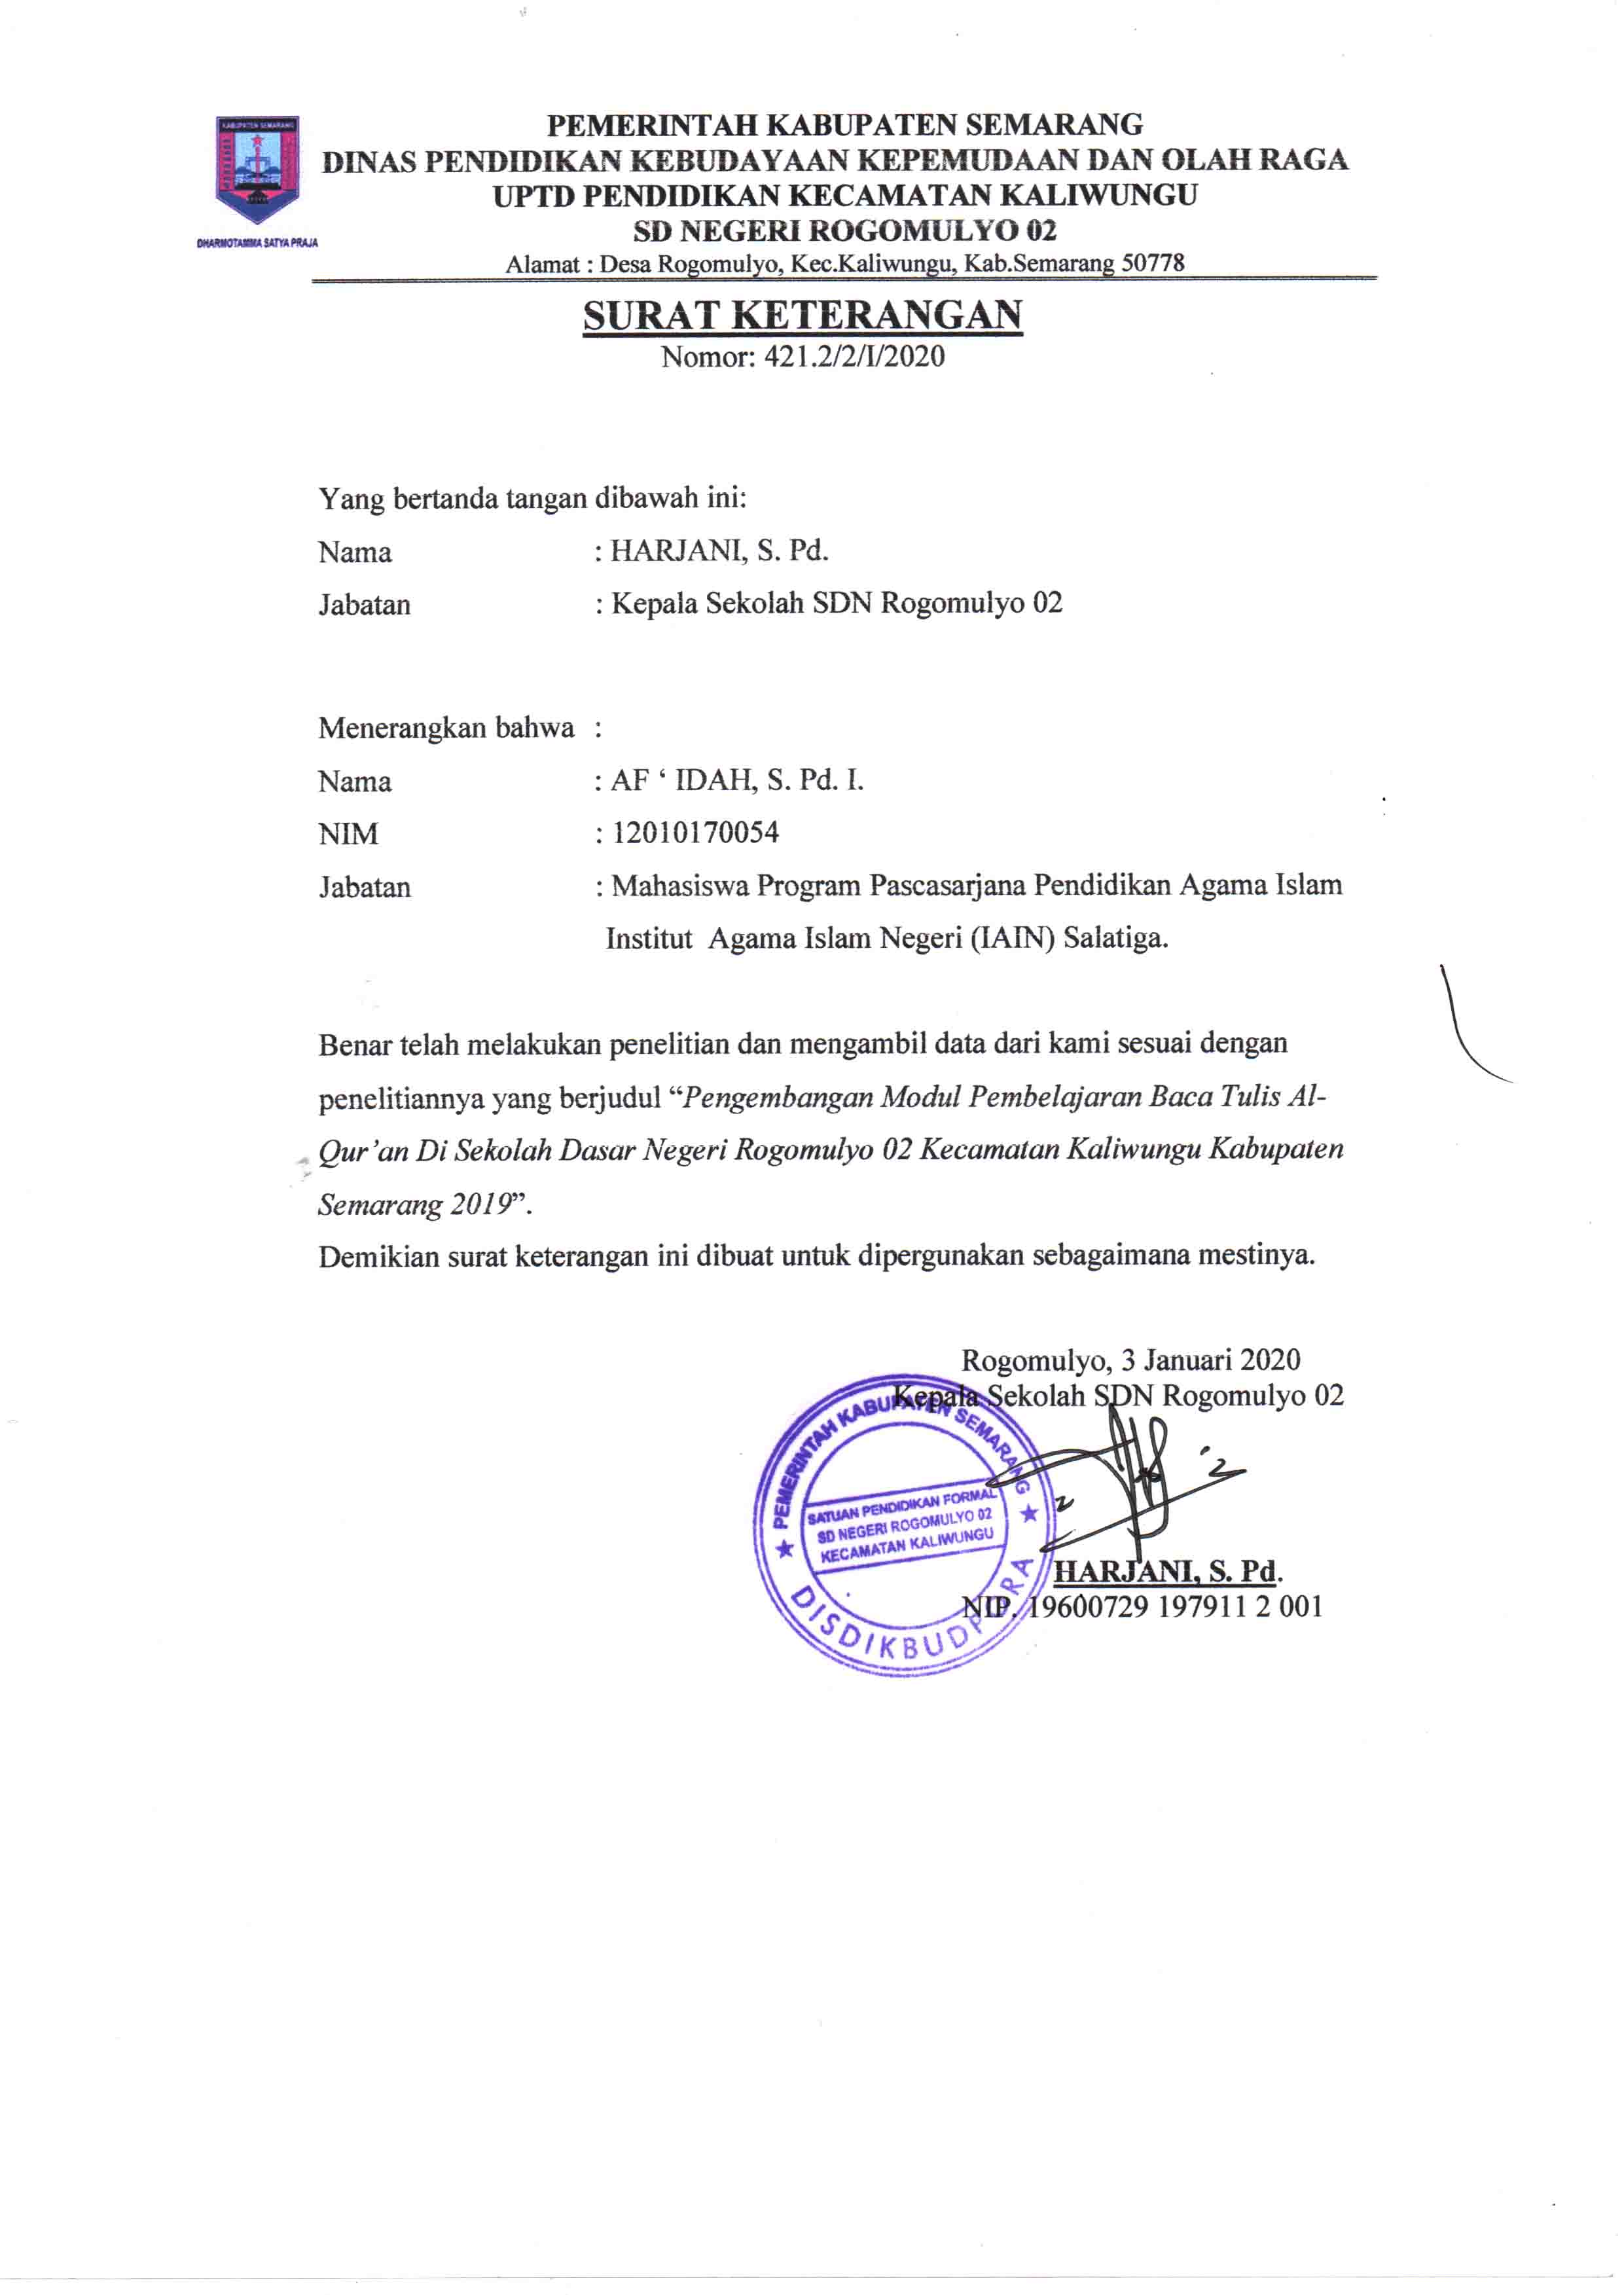 PEMERINTAH KABUPATEN SEMARANG
DINAS PENDIDIKAN KEBUDAYAAN KEPEMUDAAN DAN OLAH RAGA
UPTD PENDIDIKAN KECAMATAN KALIWUNGU
SD NEGERI ROGOMULYO 02
Alamat : Desa Rogomulyo, Kec.Kaliwungu, Kab.Semarang 50778
KABUPATEN SEMARANG
DHARMOTAMMA SATYA PRAJA
SURAT KETERANGAN
Nomor: 421.2/2/I/2020
Yang bertanda tangan dibawah ini:
Nama : HARJANI, S. Pd.
Jabatan : Kepala Sekolah SDN Rogomulyo 02
Menerangkan bahwa :
Nama : AF ‘ IDAH, S. Pd. I.
NIM : 12010170054
Jabatan : Mahasiswa Program Pascasarjana Pendidikan Agama Islam
Institut Agama Islam Negeri (IAIN) Salatiga.
Benar telah melakukan penelitian dan mengambil data dari kami sesuai dengan
penelitiannya yang berjudul “Pengembangan Modul Pembelajaran Baca Tulis Al-
Qur’an Di Sekolah Dasar Negeri Rogomulyo 02 Kecamatan Kaliwungu Kabupaten
Semarang 2019”.
Demikian surat keterangan ini dibuat untuk dipergunakan sebagaimana mestinya.
Rogomulyo, 3 Januari 2020
Kepala Sekolah SDN Rogomulyo 02
PEMERINTAH KABUPATEN SEMARANG
SATUAN PENDIDIKAN FORMAL
SD NEGERI ROGOMULYO 02
KECAMATAN KALIWUNGU
DISDIKBUDPORA
HARJANI, S. Pd.
NIP. 19600729 197911 2 001